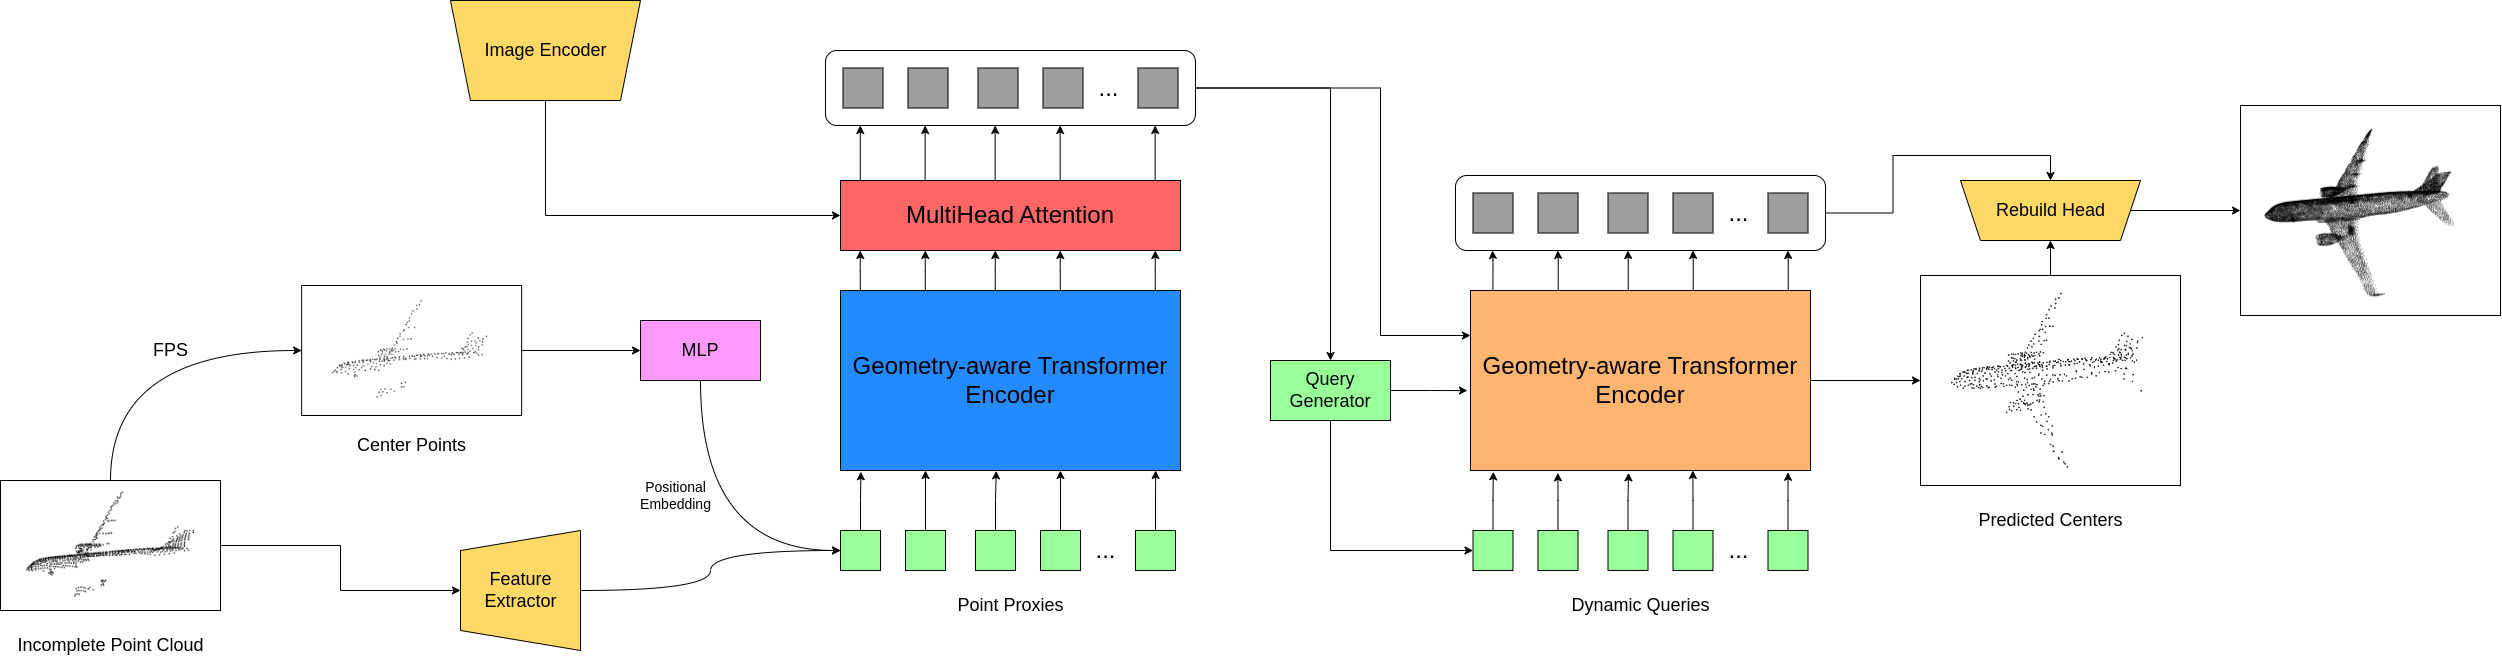 Image Encoder
...
MultiHead Attention
FPS
Center Points
MLP
Positional
Embedding
Geometry-aware Transformer
Encoder
Incomplete Point Cloud
Feature
Extractor
...
Point Proxies
Query
Generator
...
Geometry-aware Transformer
Encoder
...
Dynamic Queries
Rebuild Head
Predicted Centers